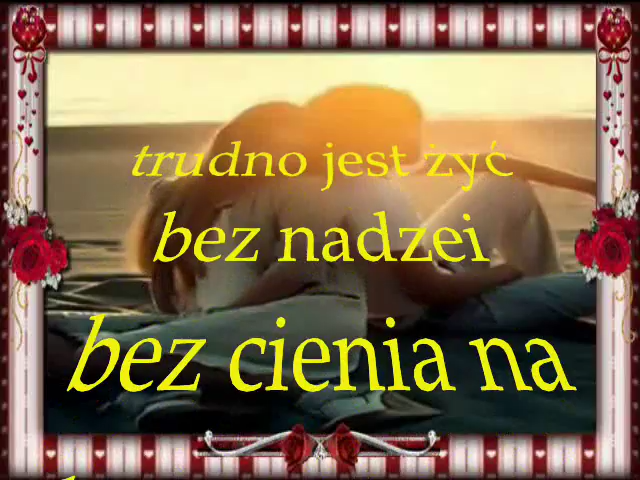 trudno jest żyć
bez nadzei
bez cienia na